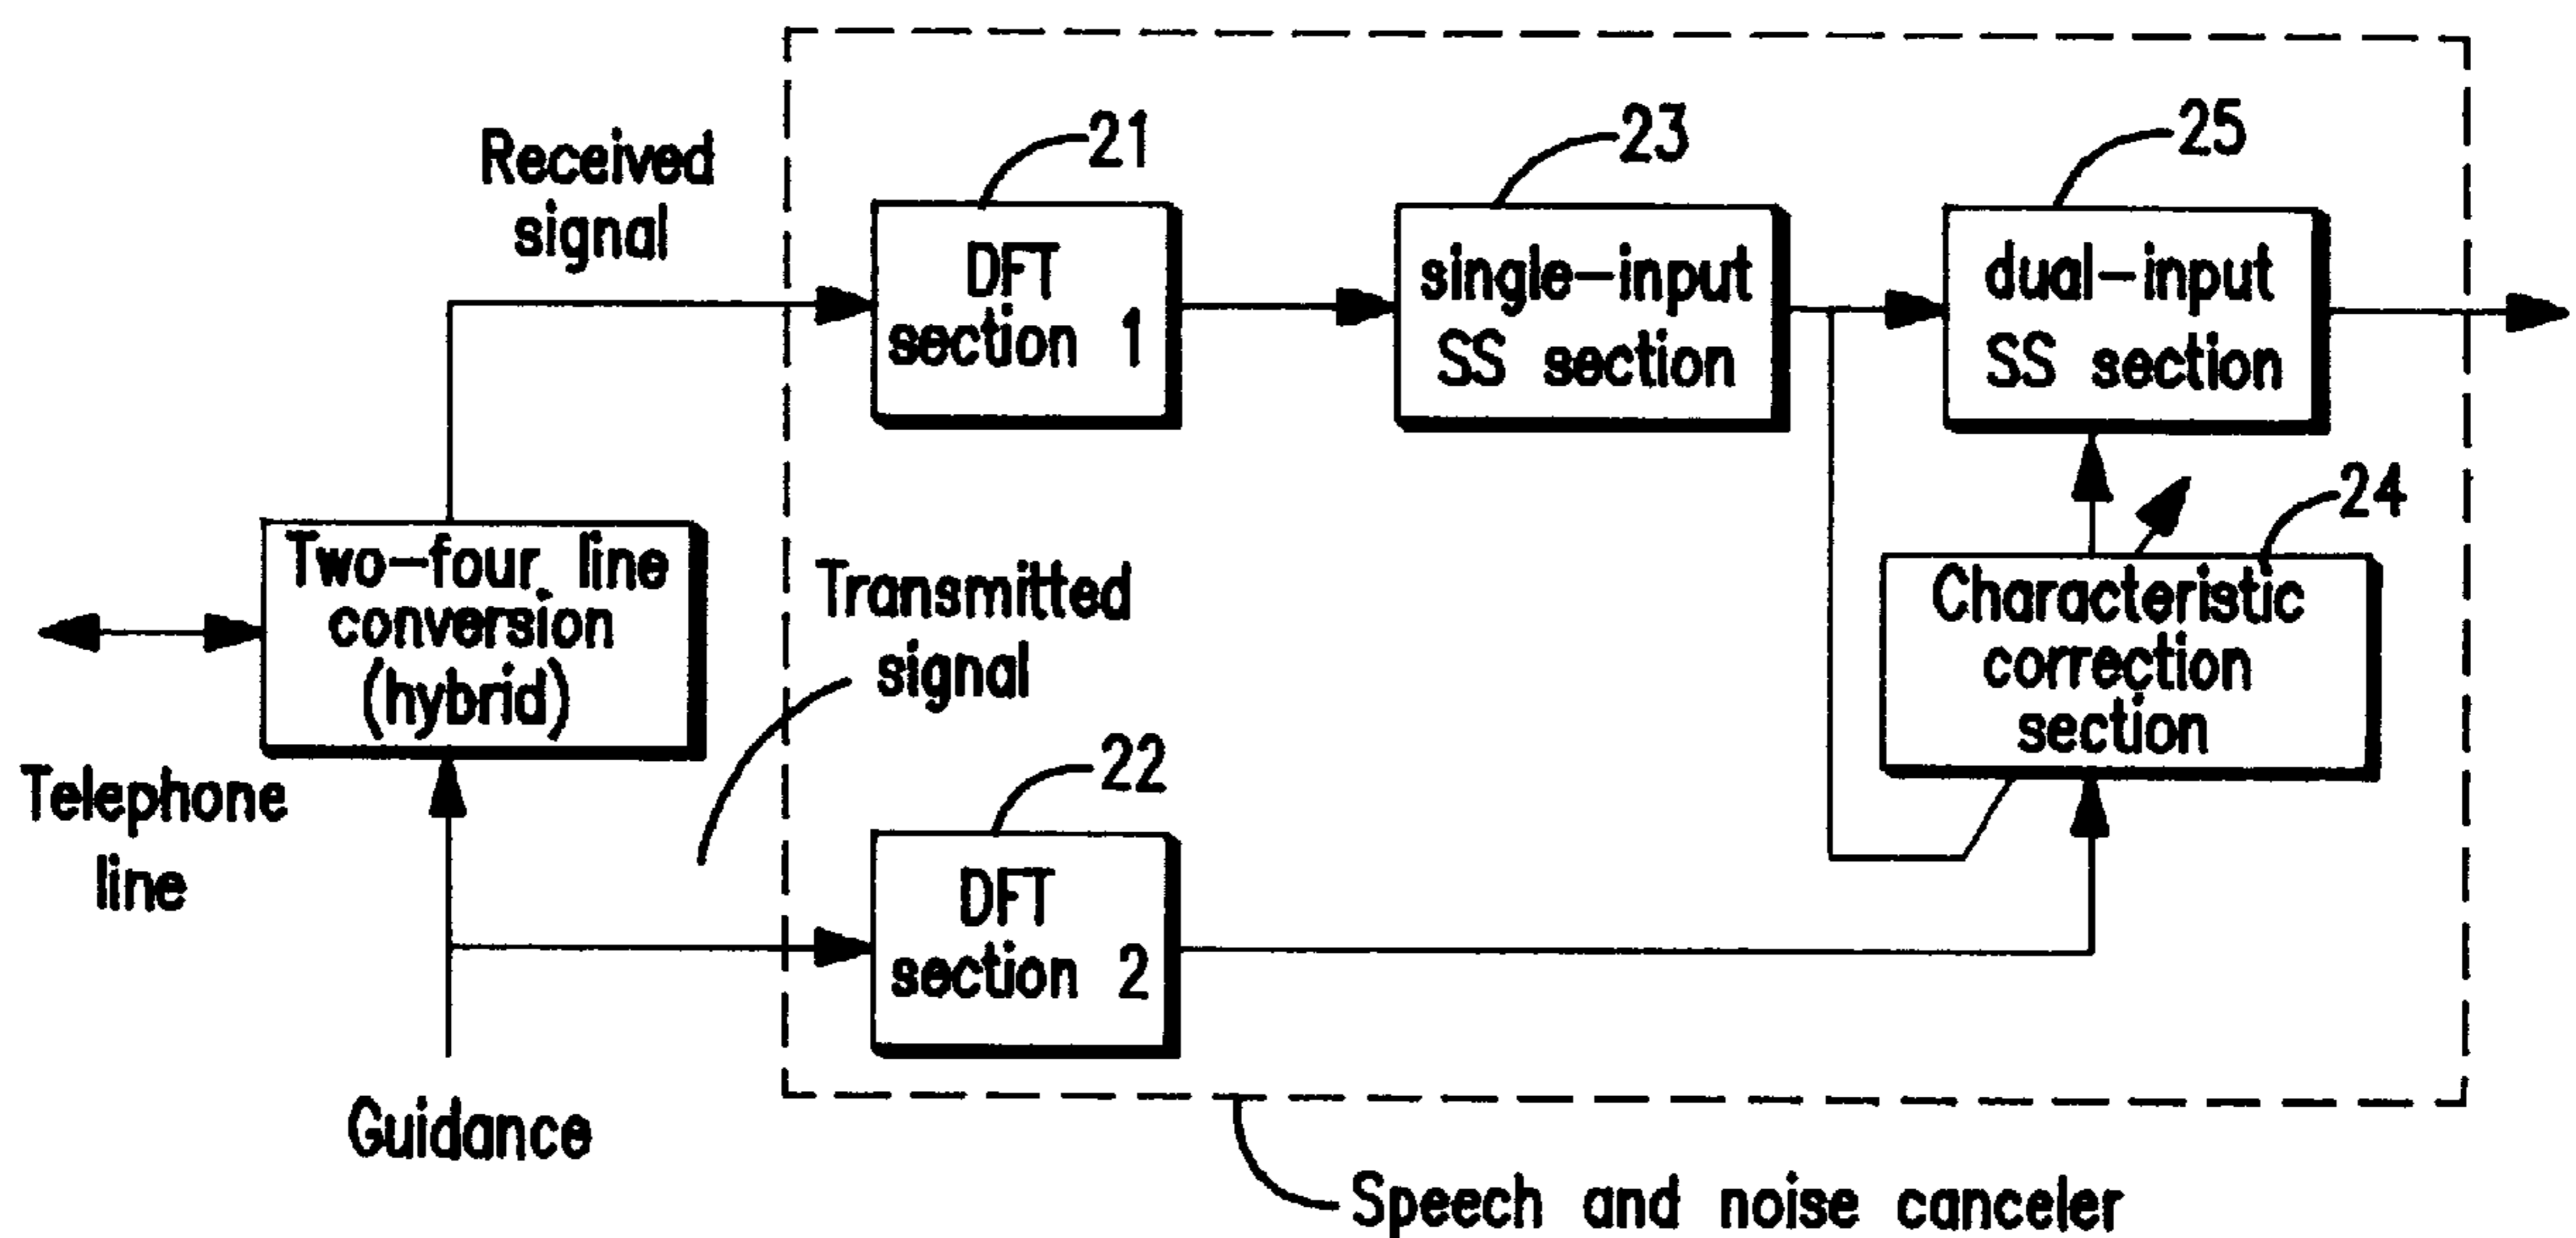 Received
signal
21
DFT
section 1
23
single-input
SS section
25
dual-input
SS section
Two-four line
conversion
(hybrid)
Telephone
line
Transmitted
signal
24
Characteristic
correction
section
22
DFT
section 2
Guidance
Speech and noise canceler